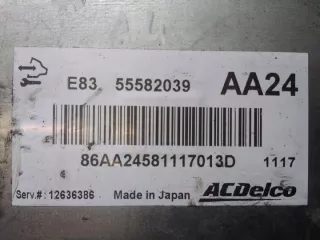 E83 55582039 AA24
86AA24581117013D 1117
Serv.#: 12636386 Made in Japan ACDelco